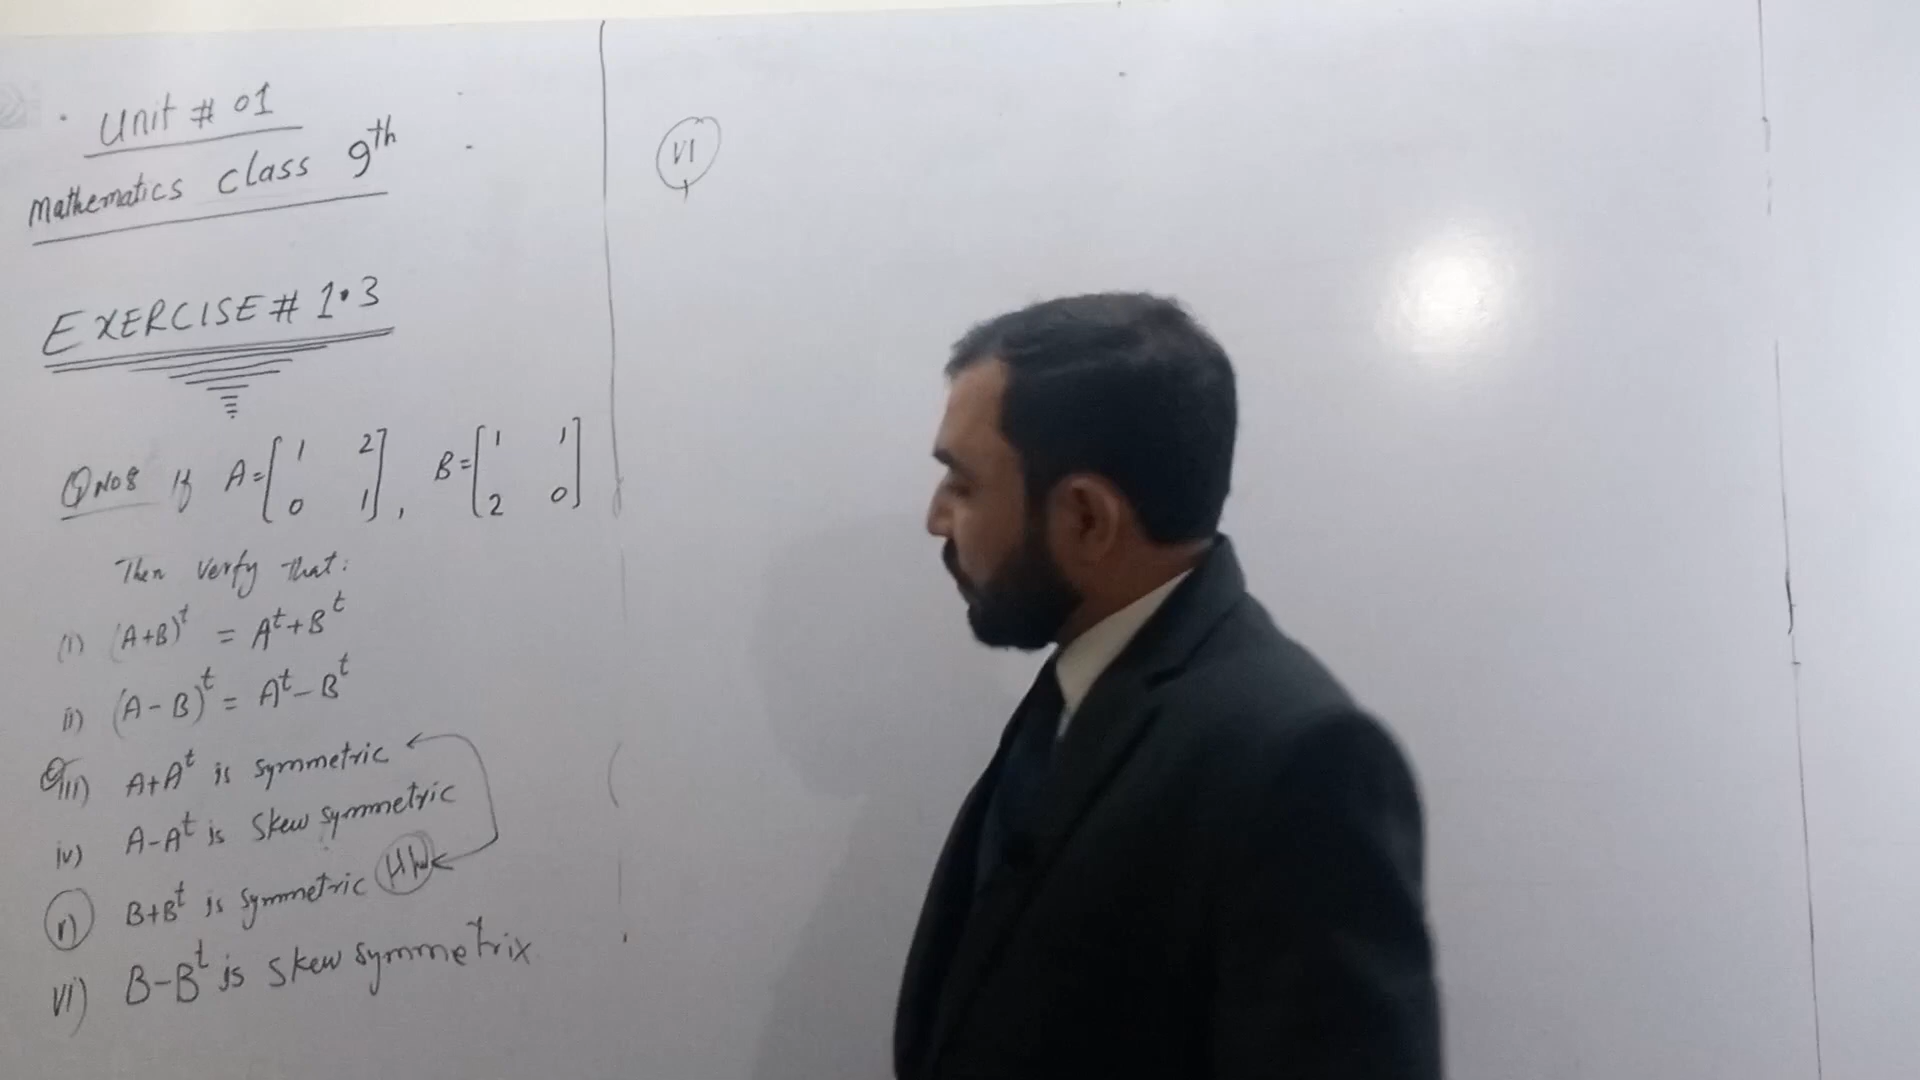 Unit # 01
Mathematics class 9th
EXERCISE # 1.3
Q No 8 If A = [1 2 0 1], B = [1 1 2 0]
Then verfy that:
(i) (A+B)^t = A^t + B^t
ii) (A-B)^t = A^t - B^t
iii) A+A^t is symmetric
iv) A-A^t is Skew symmetric
v) B+B^t is symmetric HW
vi) B-B^t is skew symmetrix
VI